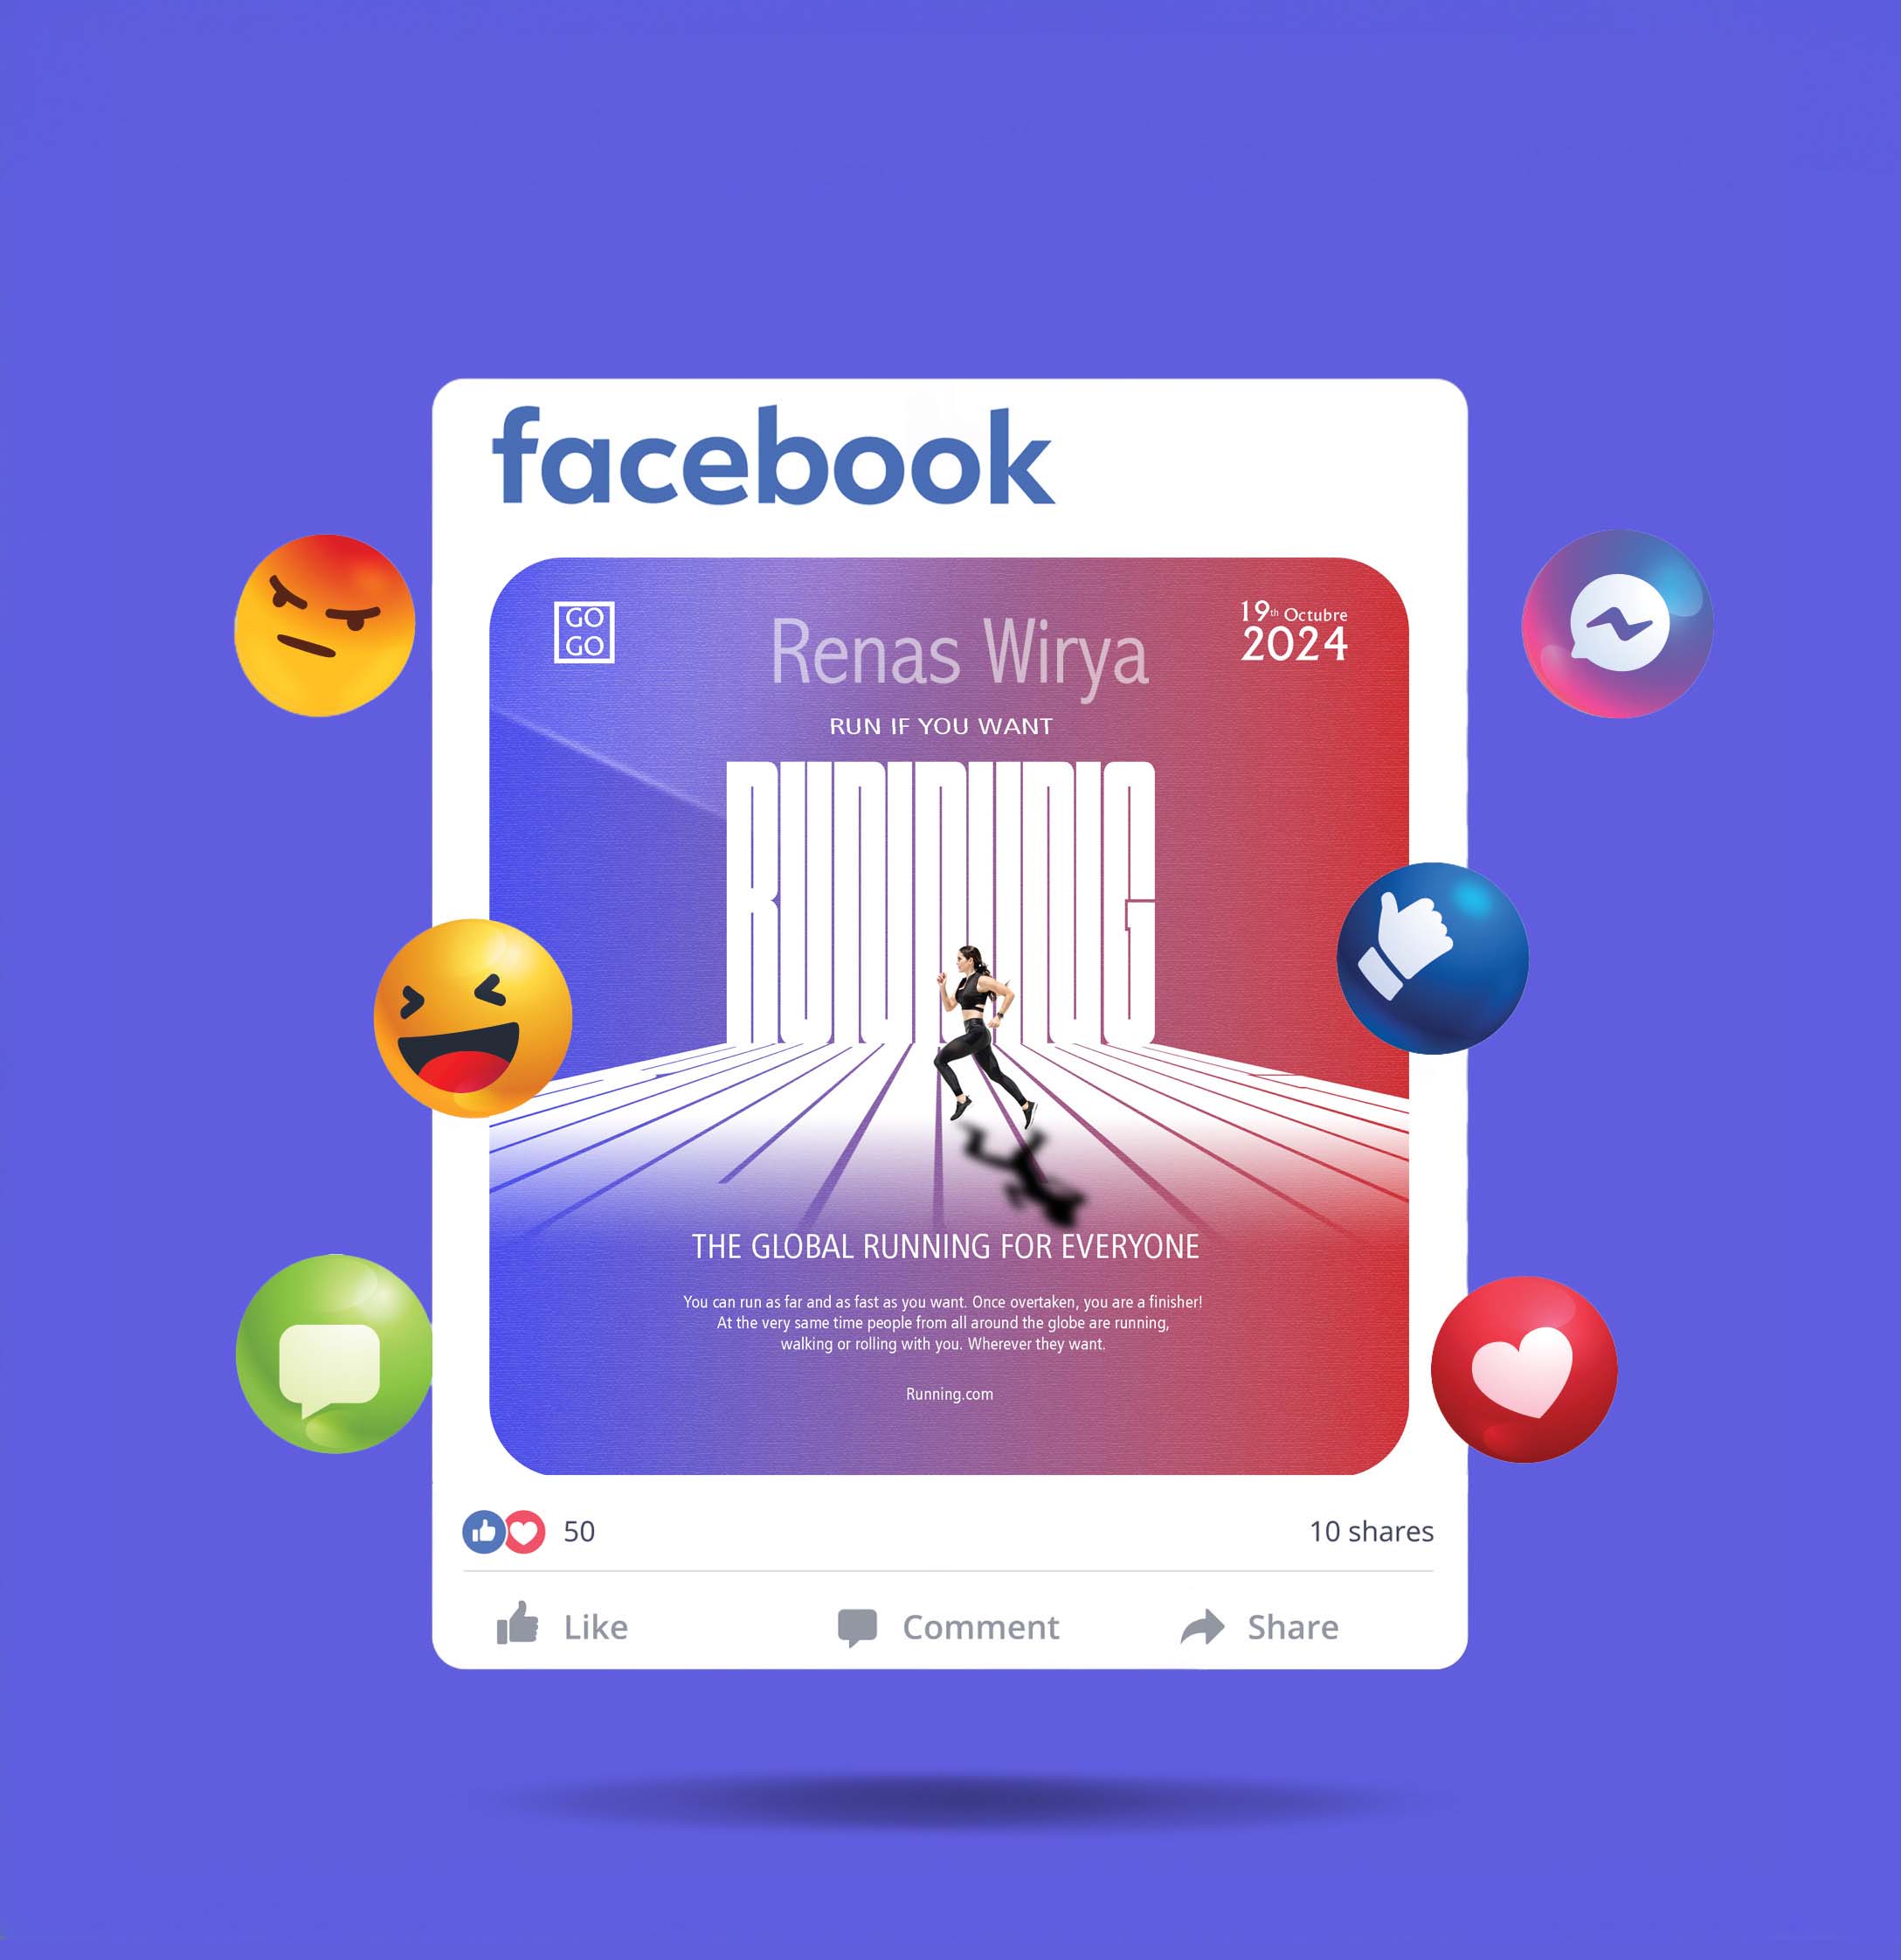 facebook
GO
GO
Renas Wirya
19th Octubre
2024
RUN IF YOU WANT
RUNNING
THE GLOBAL RUNNING FOR EVERYONE
You can run as far and as fast as you want. Once overtaken, you are a finisher!
At the very same time people from all around the globe are running,
walking or rolling with you. Wherever they want.
Running.com
50
10 shares
Like
Comment
Share